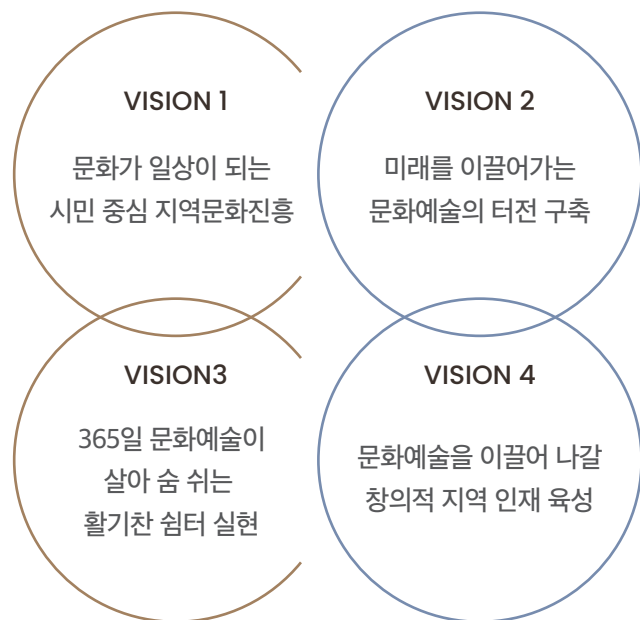 VISION 1
문화가 일상이 되는
시민 중심 지역문화진흥
VISION 2
미래를 이끌어가는
문화예술의 터전 구축
VISION3
365일 문화예술이
살아 숨 쉬는
활기찬 쉼터 실현
VISION 4
문화예술을 이끌어 나갈
창의적 지역 인재 육성